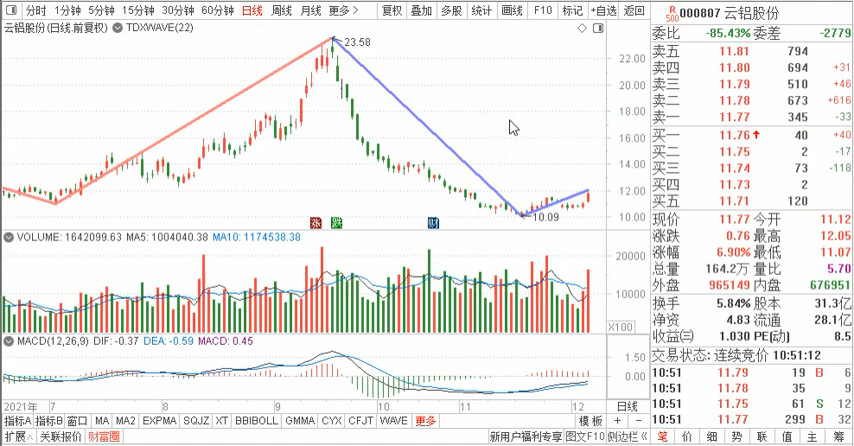 分时 1分钟 5分钟 15分钟 30分钟 60分钟 日线 周线 月线 更多 > 复权 叠加 多股 统计 画线 F10 标记 +自选 返回
R 500 000807 云铝股份
云铝股份(日线.前复权) TDXWAVE(22)
委比 -85.43% 委差 -2779
卖五 11.81 794
卖四 11.80 694 +31
卖三 11.79 510 +46
卖二 11.78 673 +616
卖一 11.77 345 -33
买一 11.76 40 +40
买二 11.75 2 -17
买三 11.74 73 -118
买四 11.73 2
买五 11.71 120
现价 11.77 今开 11.12
涨跌 0.76 最高 12.05
涨幅 6.90% 最低 11.07
总量 164.2万 量比 5.70
外盘 965149 内盘 676951
换手 5.84% 股本 31.3亿
净资 4.83 流通 28.1亿
收益㈢ 1.030 PE(动) 8.5
交易状态: 连续竞价 10:51:12
10:51 11.79 19 B 6
10:51 11.78 35 9
10:51 11.75 61 S 12
10:51 11.77 299 B 32
23.58
22.00
20.00
18.00
16.00
14.00
12.00
10.00
10.09
涨 跌 财
VOLUME: 1642099.63 MA5: 1004040.38 MA10: 1174538.38
20000
10000
X100
MACD(12,26,9) DIF: -0.37 DEA: -0.59 MACD: 0.45
1.50
0.00
2021年 7 8 9 10 11 12 日线
指标A 指标B 窗口 MA MA2 EXPMA SQJZ XT BBIBOLL GMMA CYX CFJT WAVE 更多 模板 + -
扩展∧ 关联报价 财富圈 新用户福利专享 图文F10 侧边栏 《
笔 价 细 势 联 值 主 筹